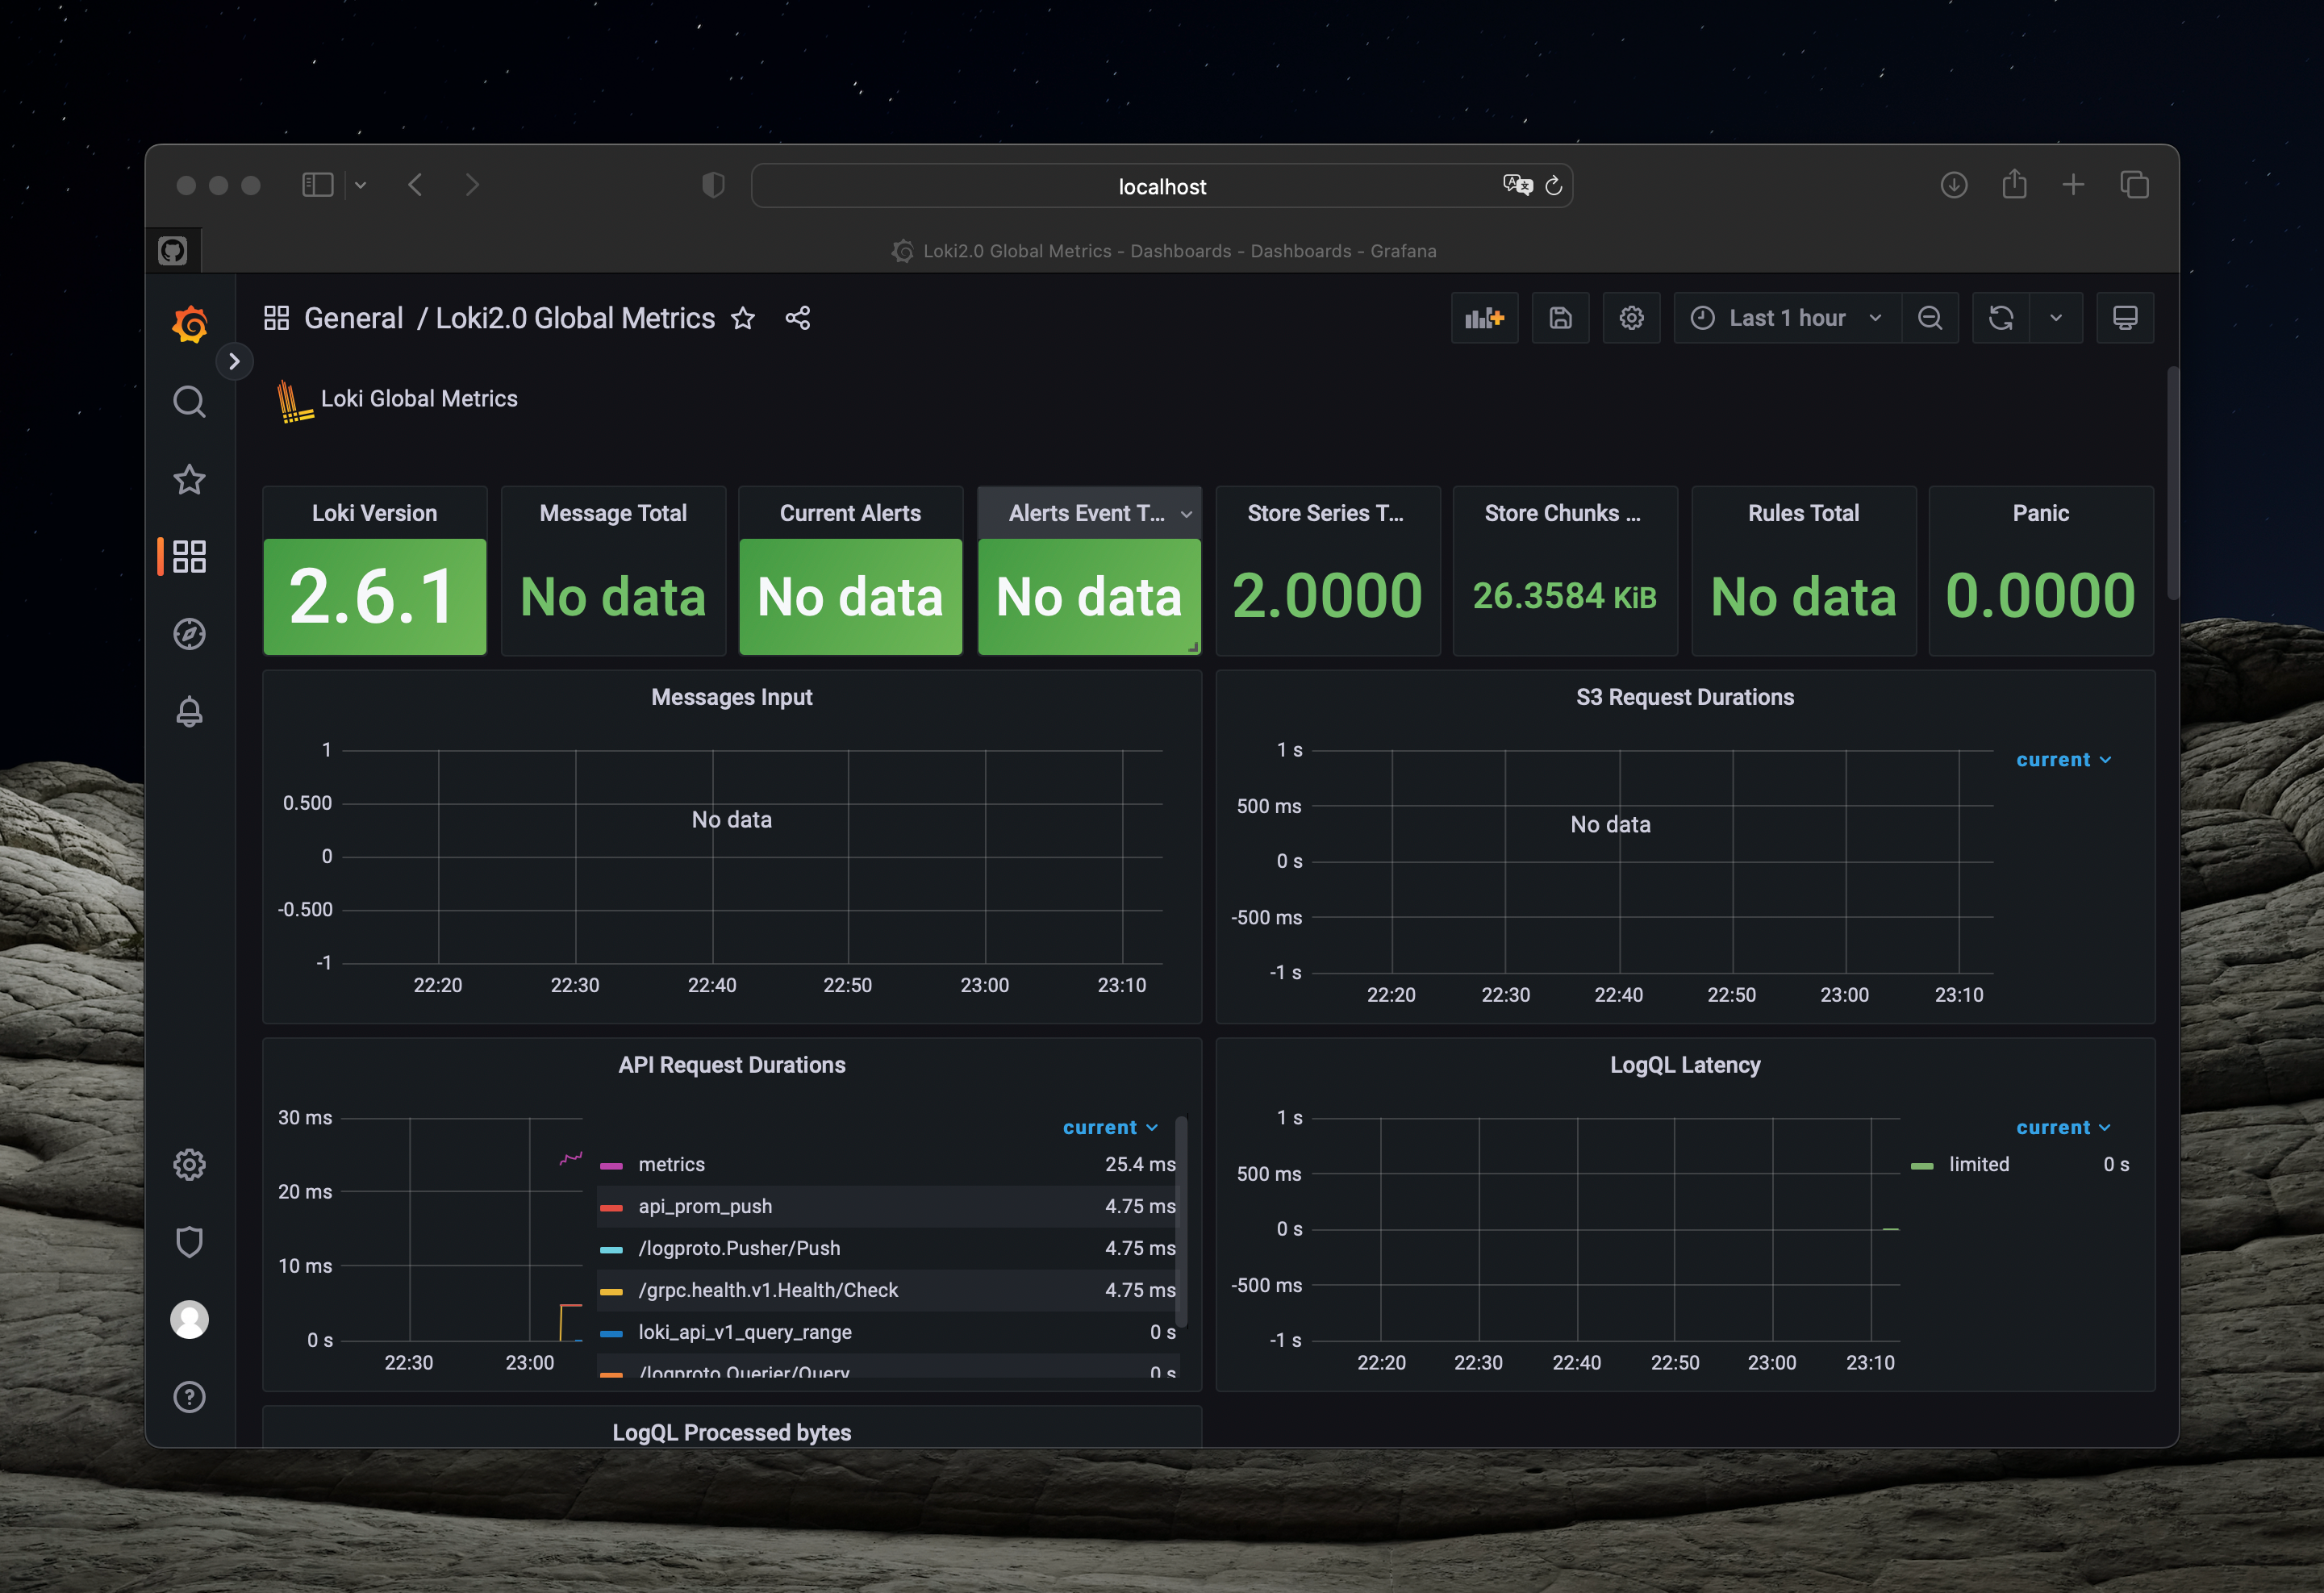 localhost
Loki2.0 Global Metrics - Dashboards - Dashboards - Grafana
General / Loki2.0 Global Metrics
Last 1 hour
Loki Global Metrics
Loki Version
2.6.1
Message Total
No data
Current Alerts
No data
Alerts Event T...
No data
Store Series T...
2.0000
Store Chunks ...
26.3584 KiB
Rules Total
No data
Panic
0.0000
Messages Input
1
0.500
0
-0.500
-1
No data
22:20 22:30 22:40 22:50 23:00 23:10
S3 Request Durations
1 s
500 ms
0 s
-500 ms
-1 s
No data
22:20 22:30 22:40 22:50 23:00 23:10
current
API Request Durations
30 ms
20 ms
10 ms
0 s
22:30 23:00
current
metrics 25.4 ms
api_prom_push 4.75 ms
/logproto.Pusher/Push 4.75 ms
/grpc.health.v1.Health/Check 4.75 ms
loki_api_v1_query_range 0 s
/logproto.Querier/Query 0 s
LogQL Latency
1 s
500 ms
0 s
-500 ms
-1 s
22:20 22:30 22:40 22:50 23:00 23:10
current
limited 0 s
LogQL Processed bytes